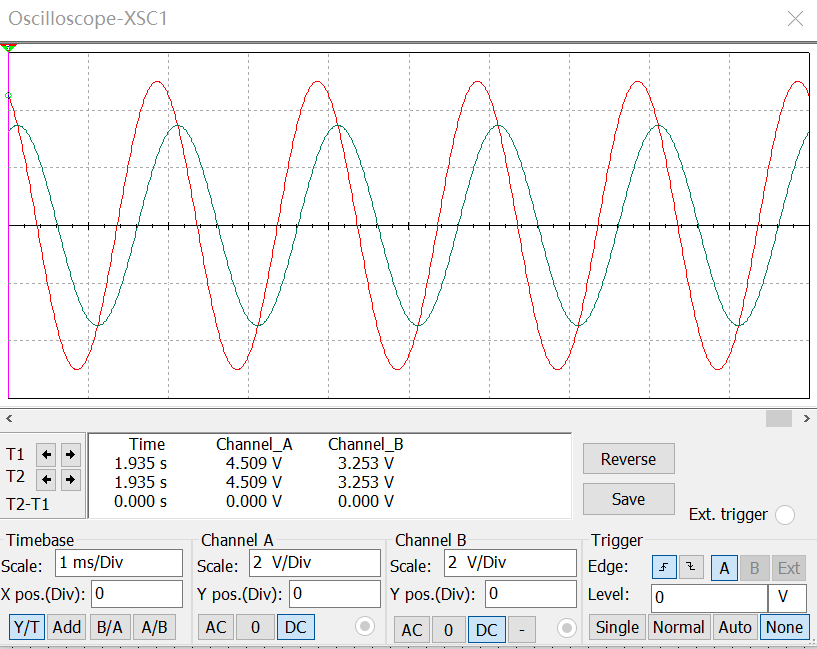 Oscilloscope-XSC1
Time Channel_A Channel_B
T1 1.935 s 4.509 V 3.253 V
T2 1.935 s 4.509 V 3.253 V
T2-T1 0.000 s 0.000 V 0.000 V
Reverse
Save
Ext. trigger
Timebase
Scale: 1 ms/Div
X pos.(Div): 0
Y/T Add B/A A/B
Channel A
Scale: 2 V/Div
Y pos.(Div): 0
AC 0 DC
Channel B
Scale: 2 V/Div
Y pos.(Div): 0
AC 0 DC -
Trigger
Edge: A B Ext
Level: 0 V
Single Normal Auto None